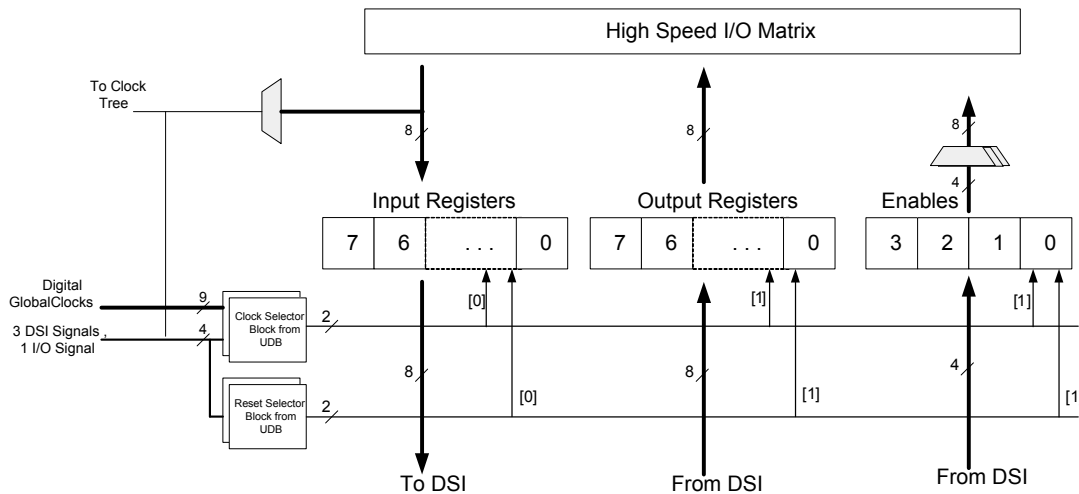 High Speed I/O Matrix
To Clock
Tree
8
8
8
4
Input Registers
Output Registers
Enables
7 6 . . . 0
7 6 . . . 0
3 2 1 0
Digital
GlobalClocks
9
[0]
[1]
[1]
3 DSI Signals ,
1 I/O Signal
4
Clock Selector
Block from
UDB
2
8
8
4
Reset Selector
Block from
UDB
2
[0]
[1]
[1
To DSI
From DSI
From DSI